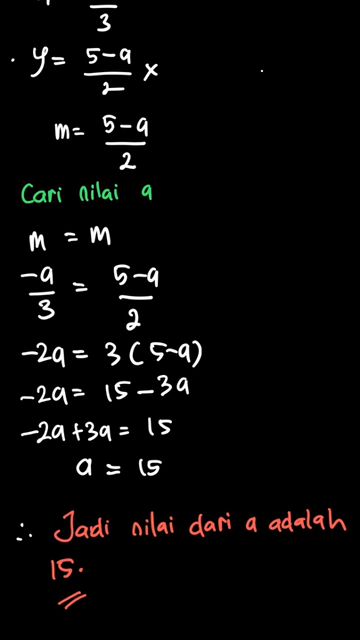 3
. y = 5-a/2 x
m = 5-a/2
Cari nilai a
m = m
-a/3 = 5-a/2
-2a = 3(5-a)
-2a = 15 - 3a
-2a+3a = 15
a = 15
∴ Jadi nilai dari a adalah
15.